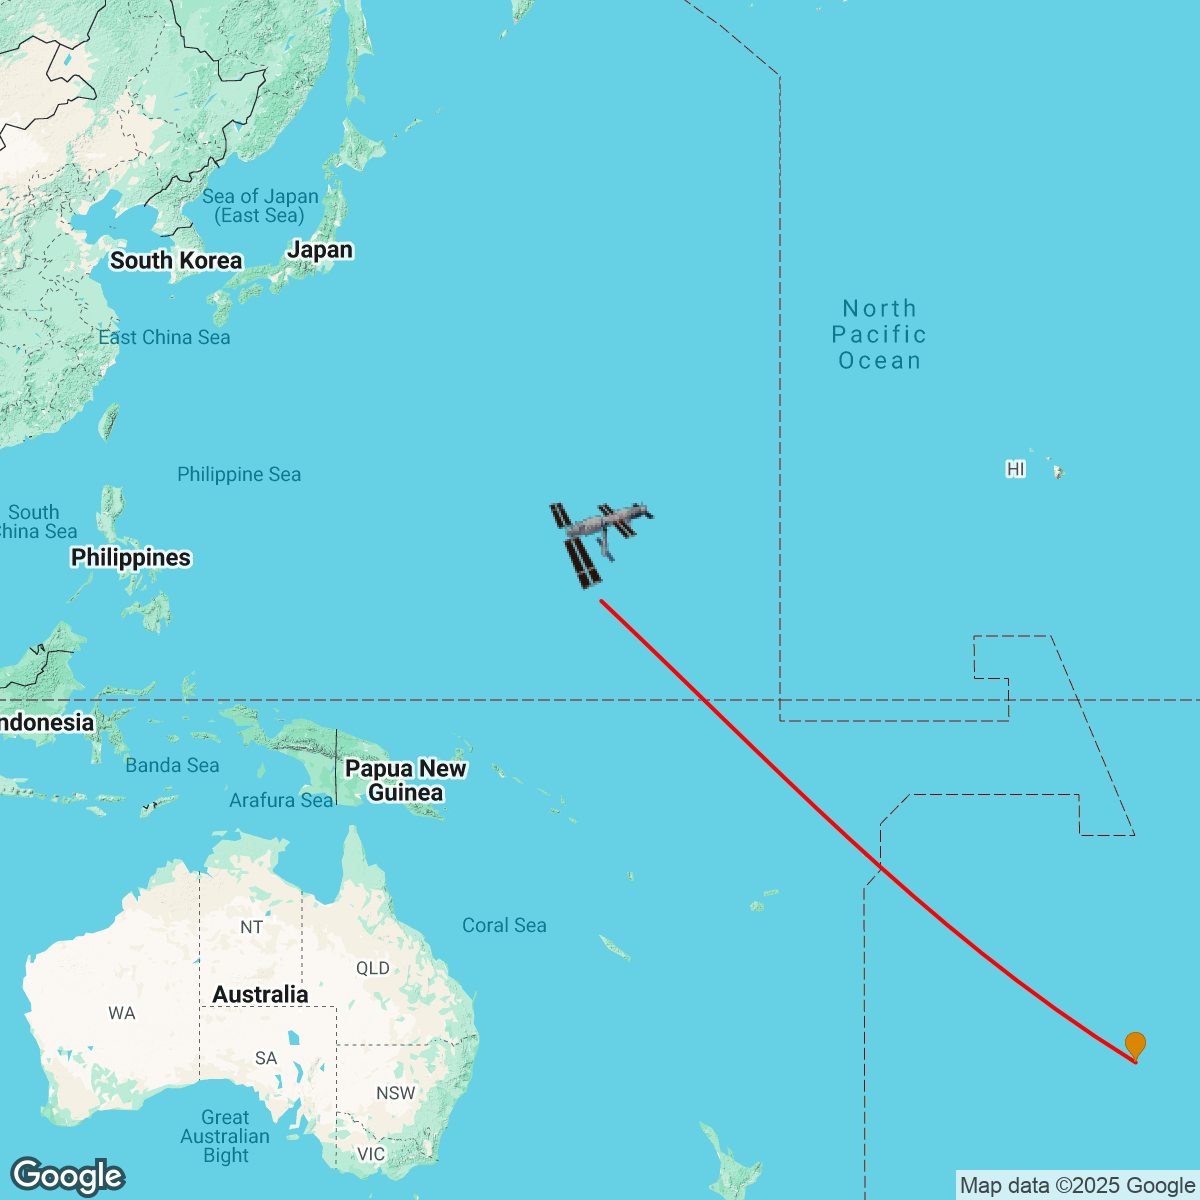 Sea of Japan
(East Sea)
South Korea
Japan
East China Sea
North
Pacific
Ocean
HI
Philippine Sea
South
China Sea
Philippines
ndonesia
Banda Sea
Arafura Sea
Papua New
Guinea
Coral Sea
NT
QLD
WA
Australia
SA
NSW
Great
Australian
Bight
VIC
Google
Map data ©2025 Google